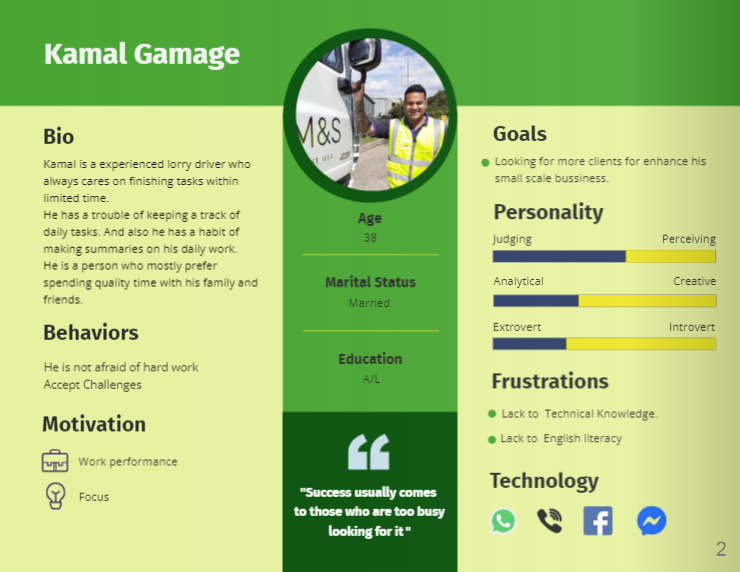 Kamal Gamage
Bio
Kamal is a experienced lorry driver who
always cares on finishing tasks within
limited time.
He has a trouble of keeping a track of
daily tasks. And also he has a habit of
making summaries on his daily work.
He is a person who mostly prefer
spending quality time with his family and
friends.
Behaviors
He is not afraid of hard work
Accept Challenges
Motivation
Work performance
Focus
M&S
Age
38
Marital Status
Married
Education
A/L
"Success usually comes
to those who are too busy
looking for it "
Goals
Looking for more clients for enhance his
small scale bussiness.
Personality
Judging Perceiving
Analytical Creative
Extrovert Introvert
Frustrations
Lack to Technical Knowledge.
Lack to English literacy
Technology
2